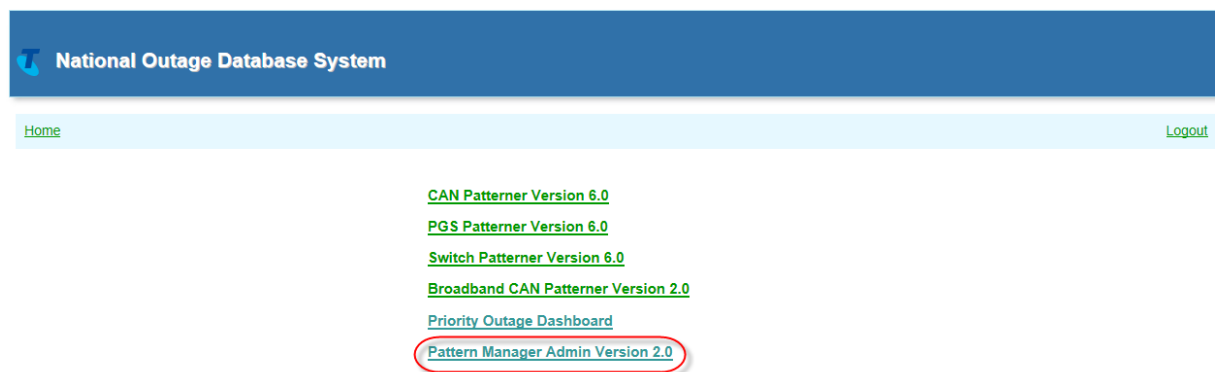 National Outage Database System
Home Logout
CAN Patterner Version 6.0
PGS Patterner Version 6.0
Switch Patterner Version 6.0
Broadband CAN Patterner Version 2.0
Priority Outage Dashboard
Pattern Manager Admin Version 2.0